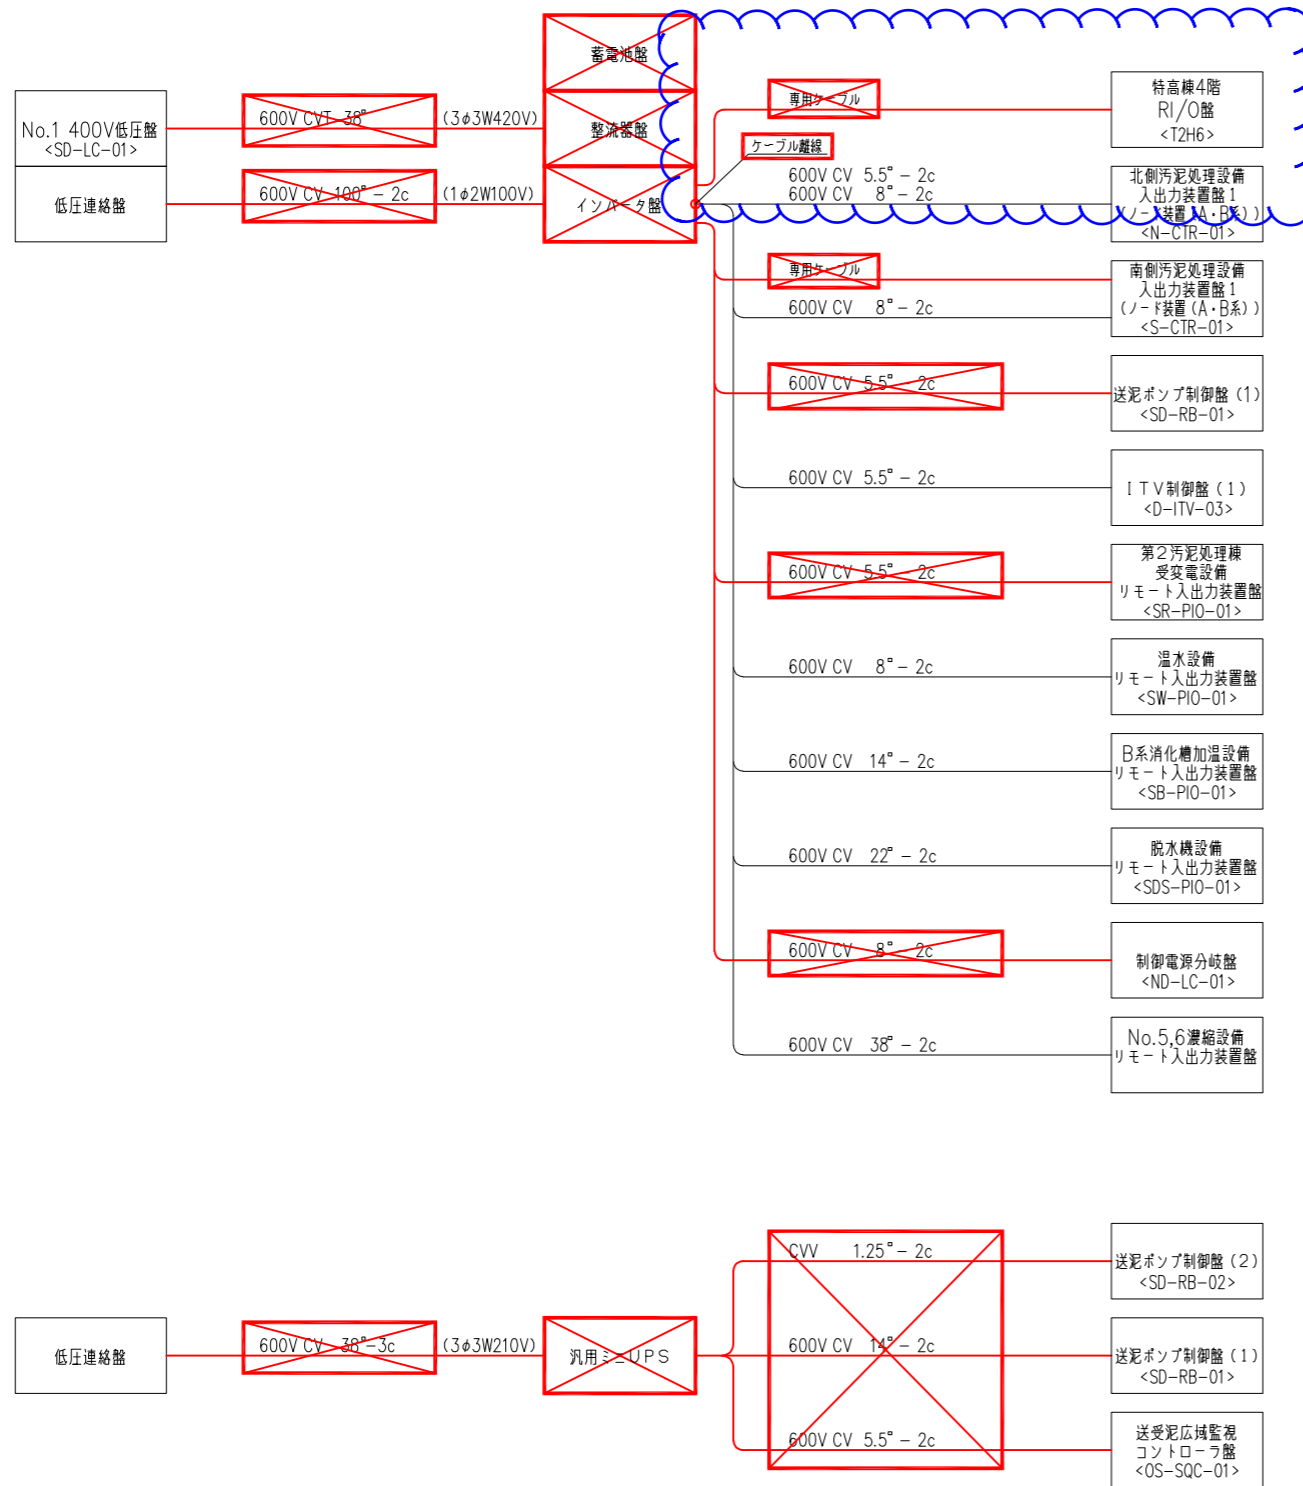 蓄電池盤
整流器盤
インバータ盤
No.1 400V低圧盤
<SD-LC-01>
低圧連絡盤
600V CVT 38°
(3φ3W420V)
600V CV 100° - 2c
(1φ2W100V)
専用ケーブル
ケーブル離線
600V CV 5.5° - 2c
600V CV 8° - 2c
特高棟4階
RI/O盤
<T2H6>
北側汚泥処理設備
入出力装置盤1
(ノード装置(A・B系))
<N-CTR-01>
専用ケーブル
600V CV 8° - 2c
南側汚泥処理設備
入出力装置盤1
(ノード装置(A・B系))
<S-CTR-01>
600V CV 5.5° - 2c
送泥ポンプ制御盤(1)
<SD-RB-01>
600V CV 5.5° - 2c
ITV制御盤(1)
<D-ITV-03>
600V CV 5.5° - 2c
第2汚泥処理棟
受変電設備
リモート入出力装置盤
<SR-PIO-01>
600V CV 8° - 2c
温水設備
リモート入出力装置盤
<SW-PIO-01>
600V CV 14° - 2c
B系消化槽加温設備
リモート入出力装置盤
<SB-PIO-01>
600V CV 22° - 2c
脱水機設備
リモート入出力装置盤
<SDS-PIO-01>
600V CV 8° - 2c
制御電源分岐盤
<ND-LC-01>
600V CV 38° - 2c
No.5,6濃縮設備
リモート入出力装置盤
低圧連絡盤
600V CV 38°-3c
(3φ3W210V)
汎用ミニUPS
CVV 1.25° - 2c
600V CV 14° - 2c
600V CV 5.5° - 2c
送泥ポンプ制御盤(2)
<SD-RB-02>
送泥ポンプ制御盤(1)
<SD-RB-01>
送受泥広域監視
コントローラ盤
<OS-SQC-01>